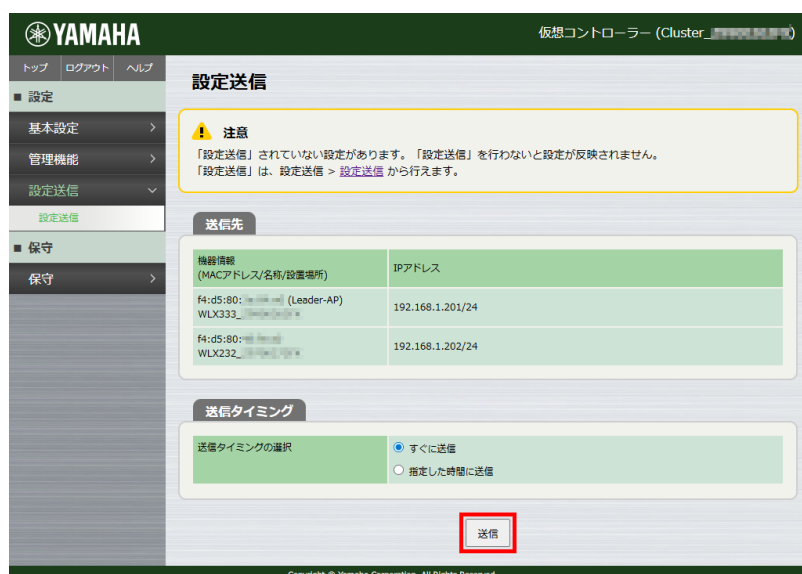 YAMAHA
仮想コントローラー (Cluster_ )
トップ ログアウト ヘルプ
■ 設定
基本設定
管理機能
設定送信
設定送信
■ 保守
保守
設定送信
注意
「設定送信」されていない設定があります。「設定送信」を行わないと設定が反映されません。
「設定送信」は、設定送信 > 設定送信 から行えます。
送信先
機器情報
(MACアドレス/名称/設置場所)
IPアドレス
f4:d5:80: (Leader-AP)
WLX333_
192.168.1.201/24
f4:d5:80:
WLX232_
192.168.1.202/24
送信タイミング
送信タイミングの選択
すぐに送信
指定した時間に送信
送信
Copyright © Yamaha Corporation. All Rights Reserved.